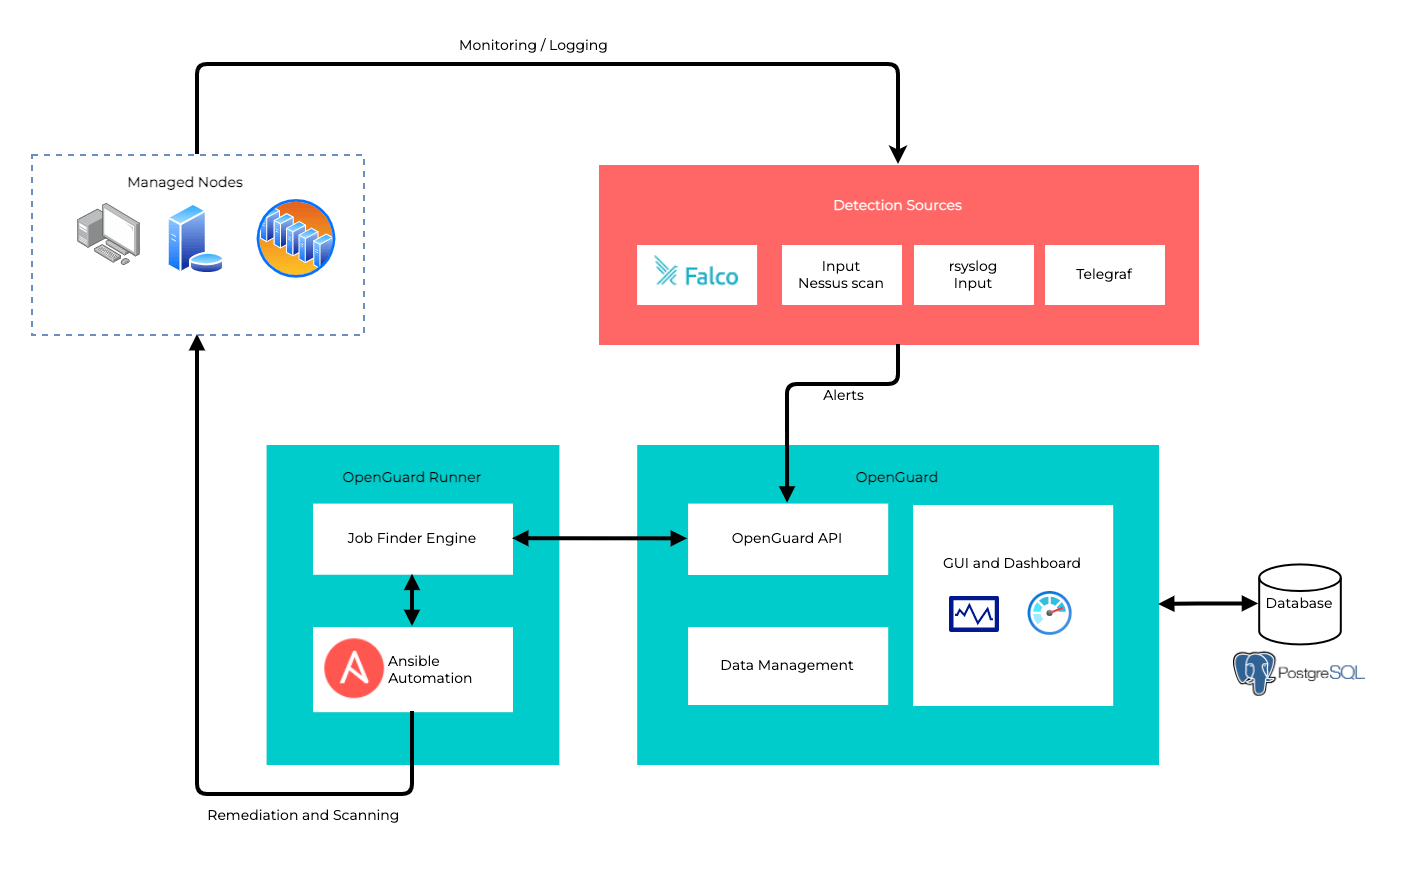 Monitoring / Logging
Managed Nodes
Detection Sources
Falco
Input
Nessus scan
rsyslog
Input
Telegraf
Alerts
OpenGuard Runner
Job Finder Engine
Ansible
Automation
Remediation and Scanning
OpenGuard
OpenGuard API
GUI and Dashboard
Data Management
Database
PostgreSQL